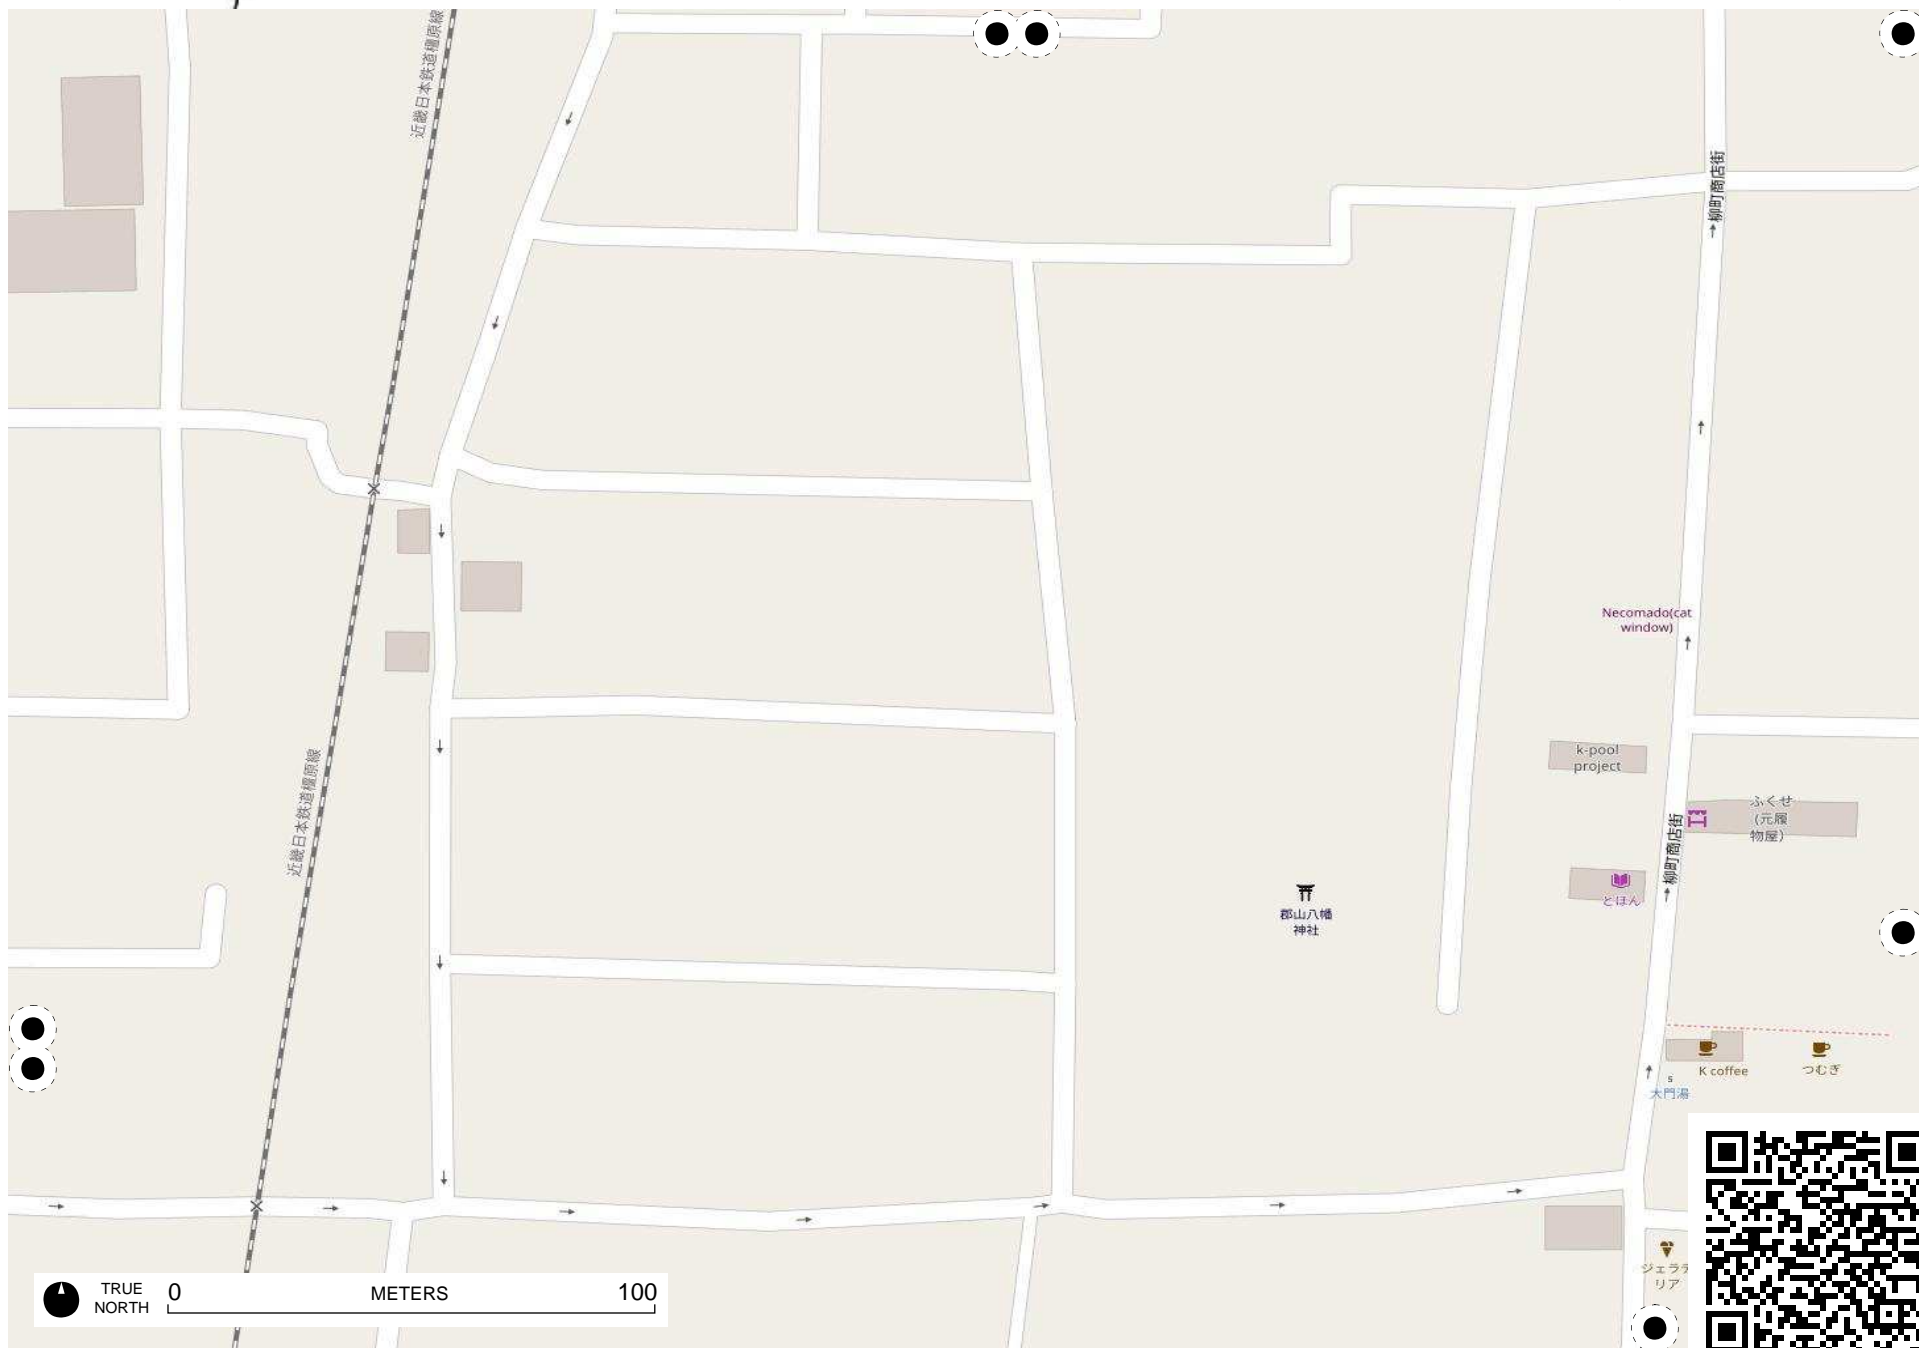 近畿日本鉄道橿原線
柳町商店街
Necomado(cat
window)
k-pool
project
近畿日本鉄道橿原線
柳町商店街
ふくせ
(元履
物屋)
とほん
郡山八幡
神社
K coffee
つむぎ
s
大門湯
ジェラテ
リア
TRUE
NORTH
0 METERS 100